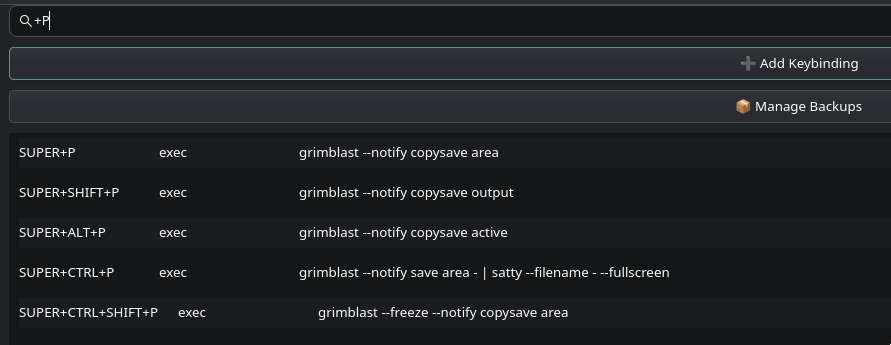 +P
➕ Add Keybinding
📦 Manage Backups
SUPER+P exec grimblast --notify copysave area
SUPER+SHIFT+P exec grimblast --notify copysave output
SUPER+ALT+P exec grimblast --notify copysave active
SUPER+CTRL+P exec grimblast --notify save area - | satty --filename - --fullscreen
SUPER+CTRL+SHIFT+P exec grimblast --freeze --notify copysave area